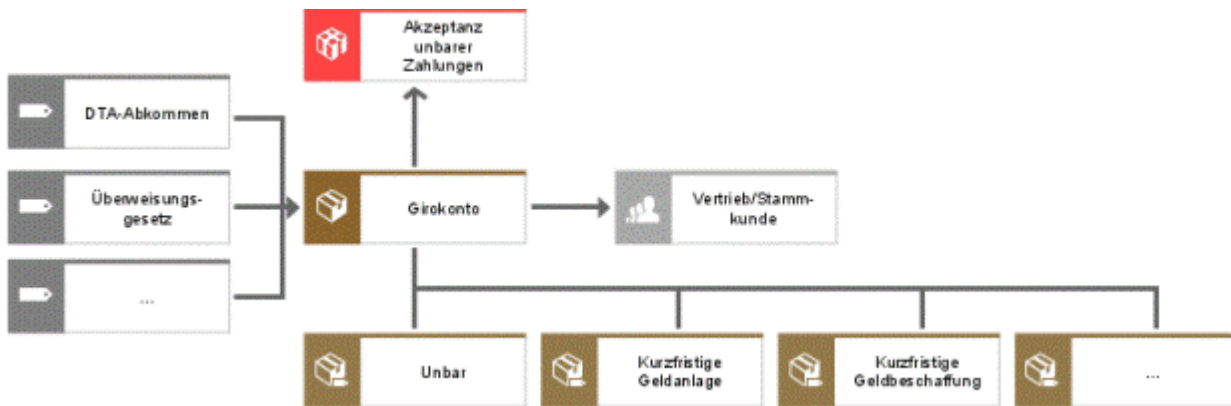 Akzeptanz
unbarer
Zahlungen
DTA-Abkommen
Überweisungs-
gesetz
...
Girokonto
Vertrieb/Stamm-
kunde
Unbar
Kurzfristige
Geldanlage
Kurzfristige
Geldbeschaffung
...